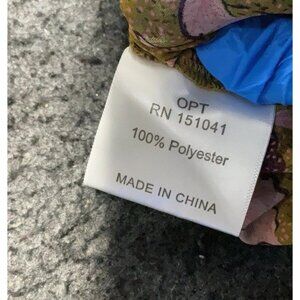 OPT
RN 151041
100% Polyester
MADE IN CHINA